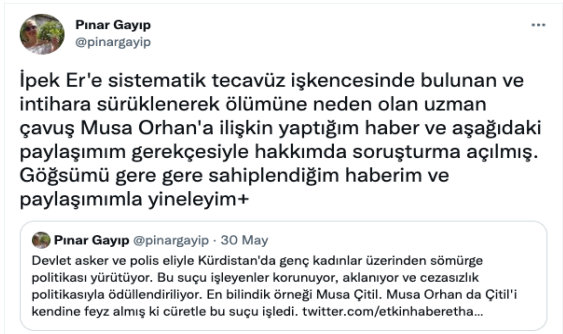 Pınar Gayıp
@pinargayip
İpek Er'e sistematik tecavüz işkencesinde bulunan ve
intihara sürüklenerek ölümüne neden olan uzman
çavuş Musa Orhan'a ilişkin yaptığım haber ve aşağıdaki
paylaşımım gerekçesiyle hakkımda soruşturma açılmış.
Göğsümü gere gere sahiplendiğim haberim ve
paylaşımımla yineleyim+
Pınar Gayıp @pinargayip · 30 May
Devlet asker ve polis eliyle Kürdistan'da genç kadınlar üzerinden sömürge
politikası yürütüyor. Bu suçu işleyenler korunuyor, aklanıyor ve cezasızlık
politikasıyla ödüllendiriliyor. En bilindik örneği Musa Çitil. Musa Orhan da Çitil'i
kendine feyz almış ki cüretle bu suçu işledi. twitter.com/etkinhaberetha...